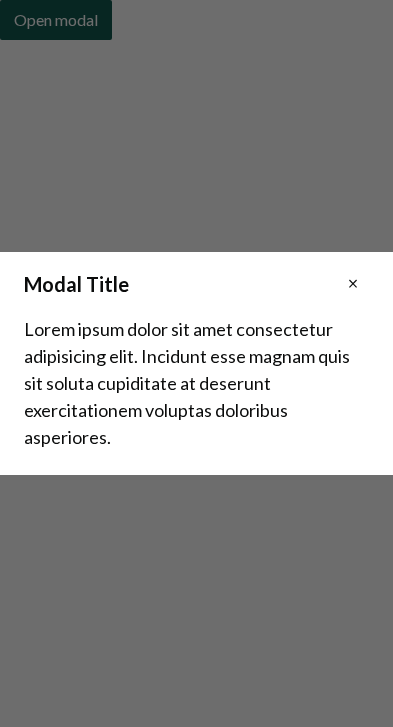 Open modal
Modal Title ×
Lorem ipsum dolor sit amet consectetur
adipisicing elit. Incidunt esse magnam quis
sit soluta cupiditate at deserunt
exercitationem voluptas doloribus
asperiores.